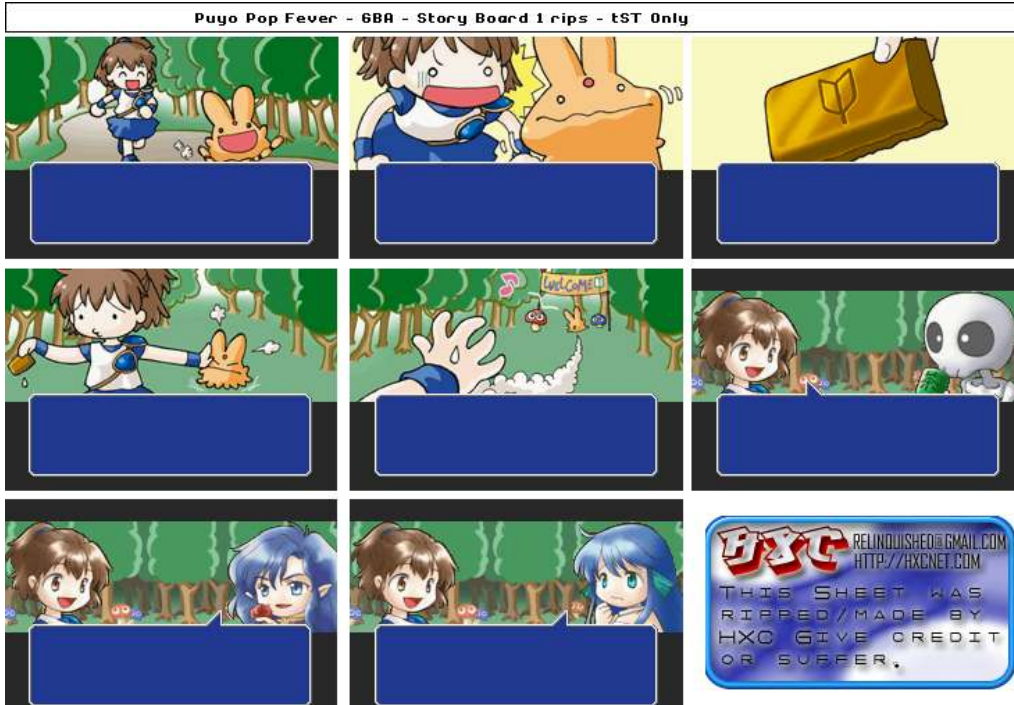 Puyo Pop Fever - GBA - Story Board 1 rips - tST Only
WELCOME
HXC
RELINQUISHED@GMAIL.COM
HTTP://HXCNET.COM
THIS SHEET WAS
RIPPED/MADE BY
HXC GIVE CREDIT
OR SUFFER.